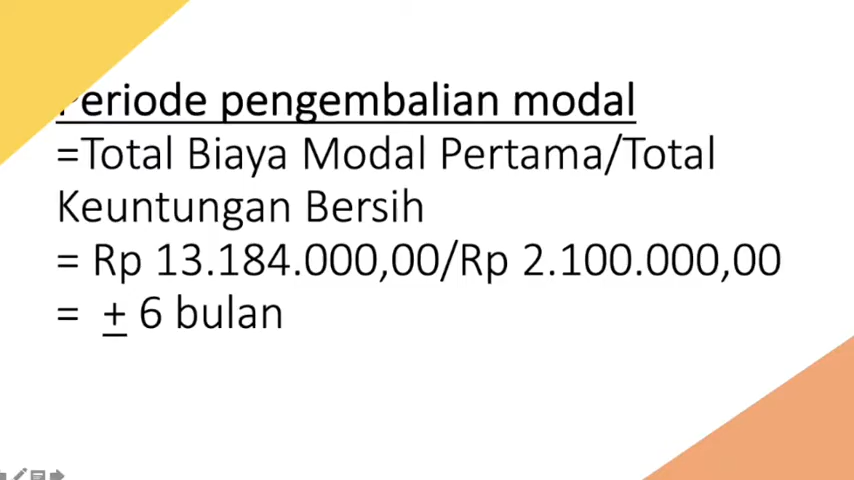 Periode pengembalian modal
=Total Biaya Modal Pertama/Total
Keuntungan Bersih
= Rp 13.184.000,00/Rp 2.100.000,00
= ± 6 bulan